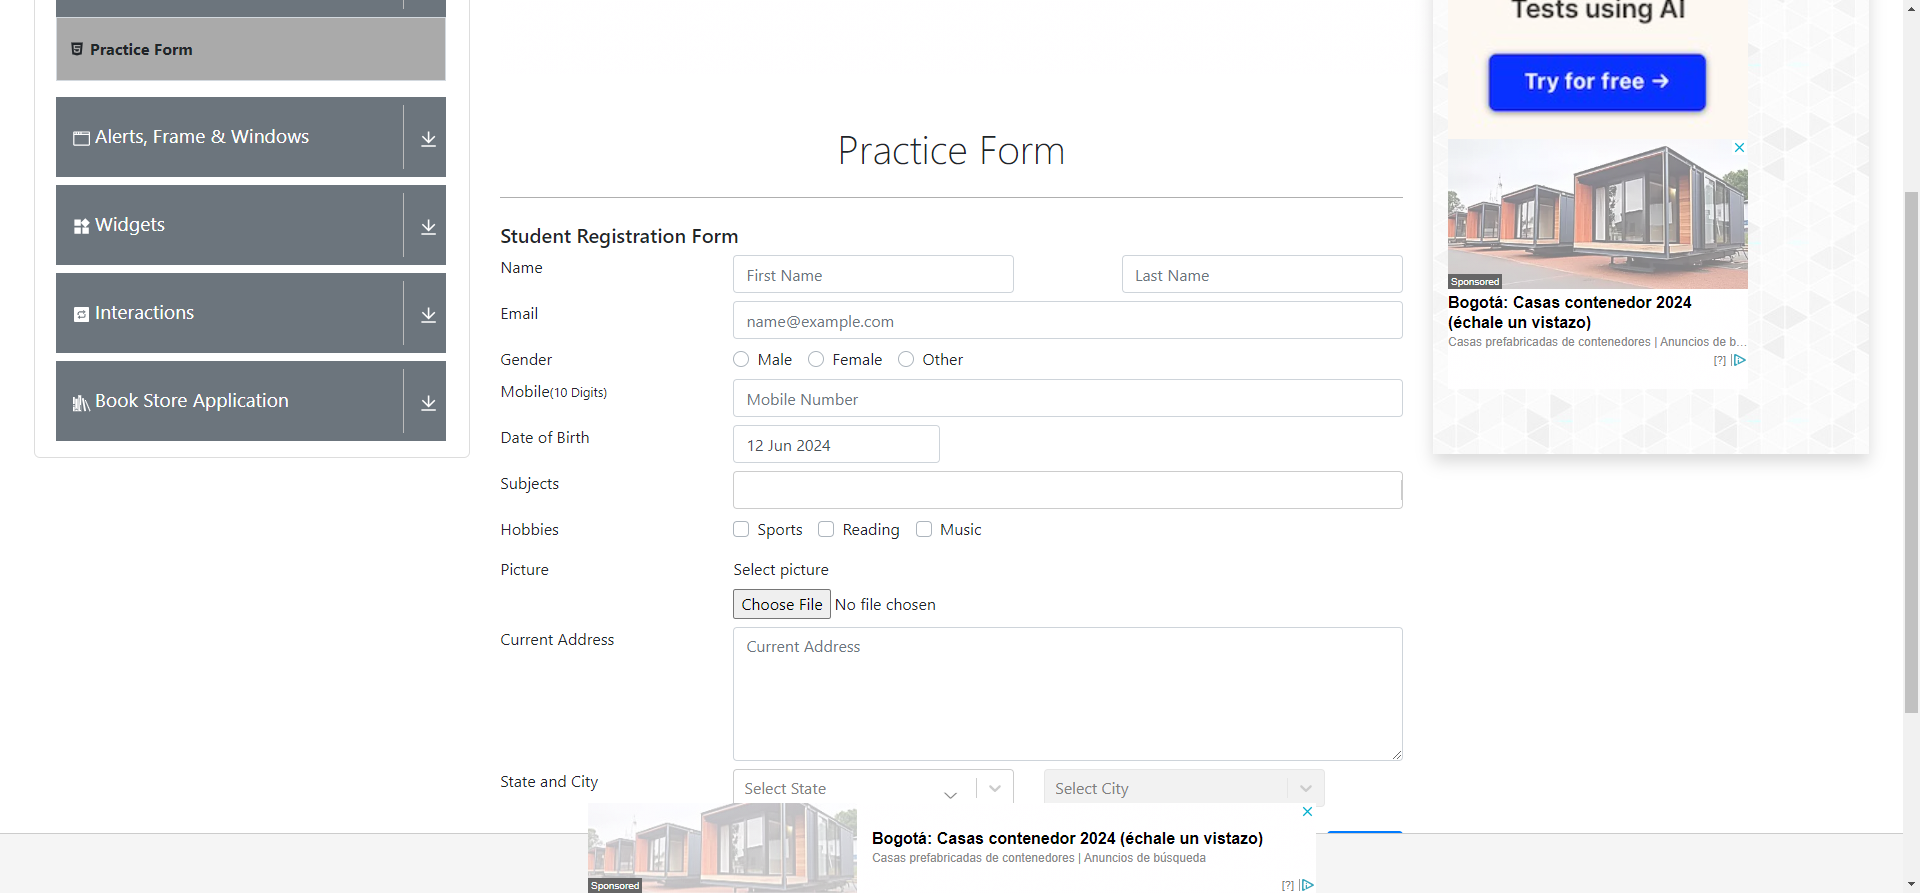 Practice Form
Alerts, Frame & Windows
Widgets
Interactions
Book Store Application
Practice Form
Student Registration Form
Name
First Name
Last Name
Email
name@example.com
Gender
Male
Female
Other
Mobile(10 Digits)
Mobile Number
Date of Birth
12 Jun 2024
Subjects
Hobbies
Sports
Reading
Music
Picture
Select picture
Choose File
No file chosen
Current Address
Current Address
State and City
Select State
Select City
Bogotá: Casas contenedor 2024 (échale un vistazo)
Casas prefabricadas de contenedores | Anuncios de búsqueda
Sponsored
[?]
Tests using AI
Try for free →
Sponsored
Bogotá: Casas contenedor 2024
(échale un vistazo)
Casas prefabricadas de contenedores | Anuncios de b...
[?]